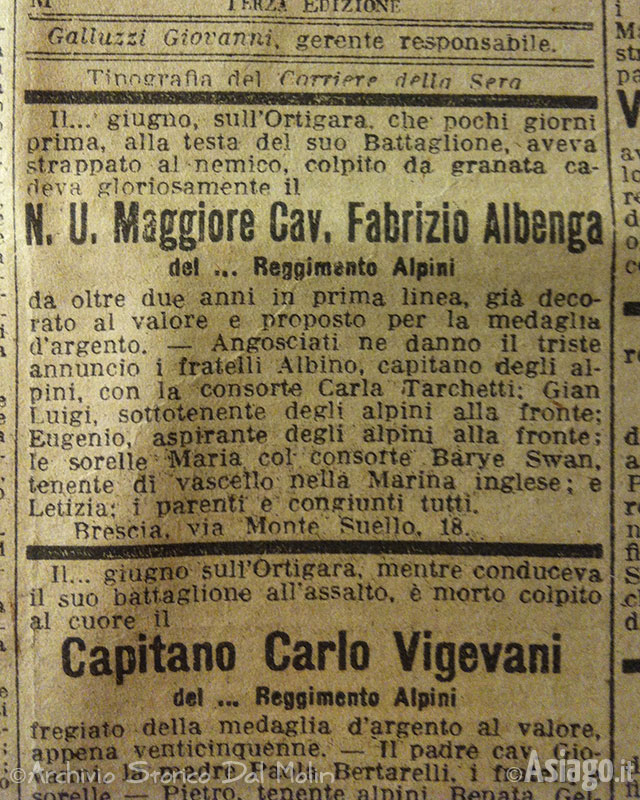 TERZA EDIZIONE
Galluzzi Giovanni, gerente responsabile.
Tipografia del Corriere della Sera
Il... giugno, sull'Ortigara, che pochi giorni
prima, alla testa del suo Battaglione, aveva
strappato al nemico, colpito da granata ca-
deva gloriosamente il
N. U. Maggiore Cav. Fabrizio Albenga
del ... Reggimento Alpini
da oltre due anni in prima linea, già deco-
rato al valore e proposto per la medaglia
d'argento. — Angosciati ne danno il triste
annuncio i fratelli Albino, capitano degli al-
pini, con la consorte Carla Tarchetti; Gian
Luigi, sottotenente degli alpini alla fronte;
Eugenio, aspirante degli alpini alla fronte;
le sorelle Maria col consorte Barye Swan,
tenente di vascello nella Marina inglese; e
Letizia; i parenti e congiunti tutti.
Brescia, via Monte Suello, 18.
Il... giugno sull'Ortigara, mentre conduceva
il suo battaglione all'assalto, è morto colpito
al cuore il
Capitano Carlo Vigevani
del ... Reggimento Alpini
fregiato della medaglia d'argento al valore,
appena venticinquenne. — Il padre cav. Gio-
la madre Paola Bertarelli, i
sorelle — Pietro, tenente alpini, Renata
©Archivio Storico Dal Molin
©Asiago.it